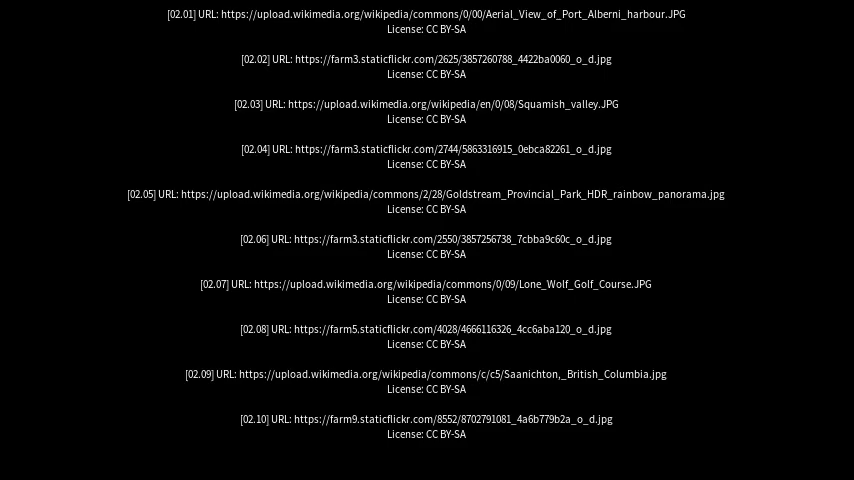 [02.01] URL: https://upload.wikimedia.org/wikipedia/commons/0/00/Aerial_View_of_Port_Alberni_harbour.JPG
License: CC BY-SA
[02.02] URL: https://farm3.staticflickr.com/2625/3857260788_4422ba0060_o_d.jpg
License: CC BY-SA
[02.03] URL: https://upload.wikimedia.org/wikipedia/en/0/08/Squamish_valley.JPG
License: CC BY-SA
[02.04] URL: https://farm3.staticflickr.com/2744/5863316915_0ebca82261_o_d.jpg
License: CC BY-SA
[02.05] URL: https://upload.wikimedia.org/wikipedia/commons/2/28/Goldstream_Provincial_Park_HDR_rainbow_panorama.jpg
License: CC BY-SA
[02.06] URL: https://farm3.staticflickr.com/2550/3857256738_7cbba9c60c_o_d.jpg
License: CC BY-SA
[02.07] URL: https://upload.wikimedia.org/wikipedia/commons/0/09/Lone_Wolf_Golf_Course.JPG
License: CC BY-SA
[02.08] URL: https://farm5.staticflickr.com/4028/4666116326_4cc6aba120_o_d.jpg
License: CC BY-SA
[02.09] URL: https://upload.wikimedia.org/wikipedia/commons/c/c5/Saanichton,_British_Columbia.jpg
License: CC BY-SA
[02.10] URL: https://farm9.staticflickr.com/8552/8702791081_4a6b779b2a_o_d.jpg
License: CC BY-SA